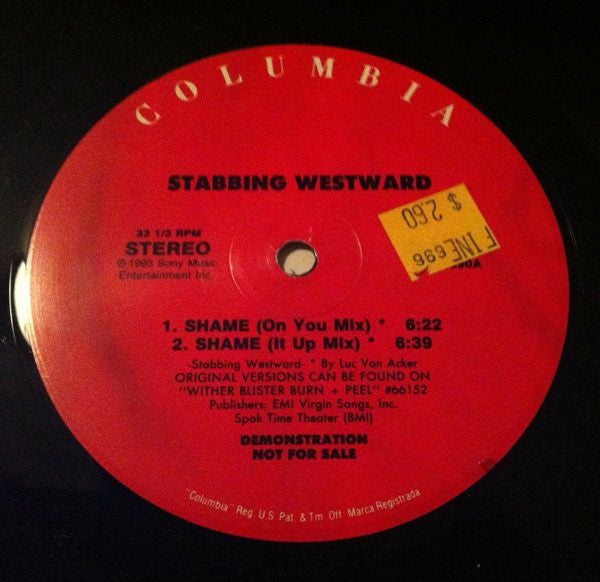 COLUMBIA
STABBING WESTWARD
$ 2.60
FINE 696
33 1/3 RPM
STEREO
℗ 1995 Sony Music
Entertainment Inc.
1. SHAME (On You Mix) * 6:22
2. SHAME (It Up Mix) * 6:39
-Stabbing Westward- * By Luc Van Acker
ORIGINAL VERSIONS CAN BE FOUND ON
"WITHER BLISTER BURN + PEEL" #66152
Publishers: EMI Virgin Songs, Inc.
Spok Time Theater (BMI)
DEMONSTRATION
NOT FOR SALE
"Columbia" Reg. U.S. Pat. & Tm. Off. Marca Registrada